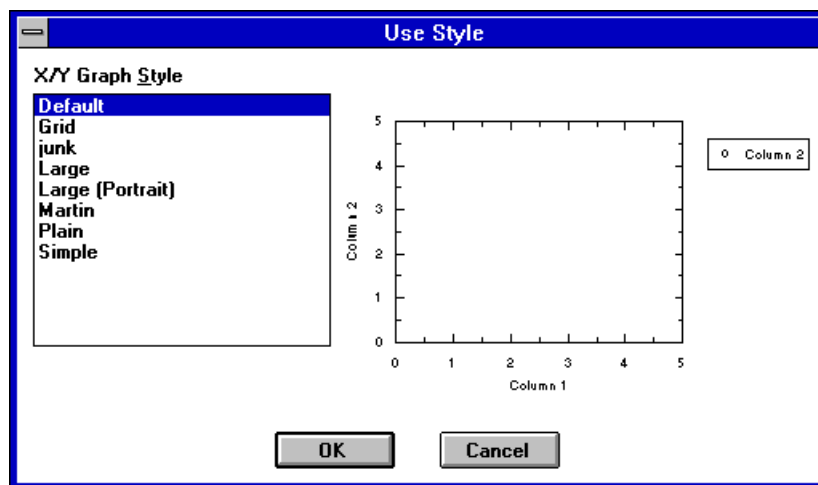 Use Style
X/Y Graph Style
Default
Grid
junk
Large
Large (Portrait)
Martin
Plain
Simple
5
4
3
2
1
0
Column 2
0 1 2 3 4 5
Column 1
o Column 2
OK Cancel